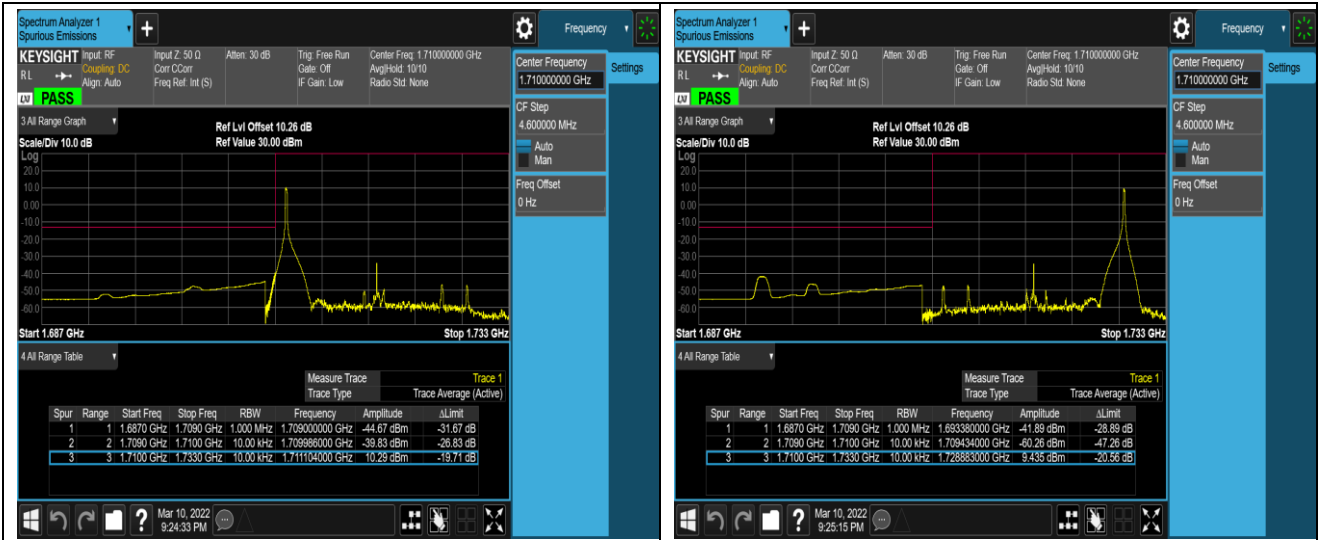 Spectrum Analyzer 1
Spurious Emissions
+
Frequency
KEYSIGHT Input: RF Input Z: 50 Ω Atten: 30 dB Trig: Free Run Center Freq: 1.710000000 GHz
RL Coupling: DC Corr CCorr Gate: Off Avg|Hold: 10/10
Align: Auto Freq Ref: Int (S) IF Gain: Low Radio Std: None
PASS
Center Frequency
1.710000000 GHz
Settings
CF Step
4.600000 MHz
Auto
Man
Freq Offset
0 Hz
3 All Range Graph
Ref Lvl Offset 10.26 dB
Scale/Div 10.0 dB Ref Value 30.00 dBm
Log
20.0
10.0
0.00
-10.0
-20.0
-30.0
-40.0
-50.0
-60.0
Start 1.687 GHz Stop 1.733 GHz
4 All Range Table
Measure Trace Trace 1
Trace Type Trace Average (Active)
Spur Range Start Freq Stop Freq RBW Frequency Amplitude ΔLimit
1 1 1.6870 GHz 1.7090 GHz 1.000 MHz 1.709000000 GHz -44.67 dBm -31.67 dB
2 2 1.7090 GHz 1.7100 GHz 10.00 kHz 1.709986000 GHz -39.83 dBm -26.83 dB
3 3 1.7100 GHz 1.7330 GHz 10.00 kHz 1.711104000 GHz 10.29 dBm -19.71 dB
?
Mar 10, 2022
9:24:33 PM
Spectrum Analyzer 1
Spurious Emissions
+
Frequency
KEYSIGHT Input: RF Input Z: 50 Ω Atten: 30 dB Trig: Free Run Center Freq: 1.710000000 GHz
RL Coupling: DC Corr CCorr Gate: Off Avg|Hold: 10/10
Align: Auto Freq Ref: Int (S) IF Gain: Low Radio Std: None
PASS
Center Frequency
1.710000000 GHz
Settings
CF Step
4.600000 MHz
Auto
Man
Freq Offset
0 Hz
3 All Range Graph
Ref Lvl Offset 10.26 dB
Scale/Div 10.0 dB Ref Value 30.00 dBm
Log
20.0
10.0
0.00
-10.0
-20.0
-30.0
-40.0
-50.0
-60.0
Start 1.687 GHz Stop 1.733 GHz
4 All Range Table
Measure Trace Trace 1
Trace Type Trace Average (Active)
Spur Range Start Freq Stop Freq RBW Frequency Amplitude ΔLimit
1 1 1.6870 GHz 1.7090 GHz 1.000 MHz 1.693380000 GHz -41.89 dBm -28.89 dB
2 2 1.7090 GHz 1.7100 GHz 10.00 kHz 1.709434000 GHz -60.26 dBm -47.26 dB
3 3 1.7100 GHz 1.7330 GHz 10.00 kHz 1.728883000 GHz 9.435 dBm -20.56 dB
?
Mar 10, 2022
9:25:15 PM